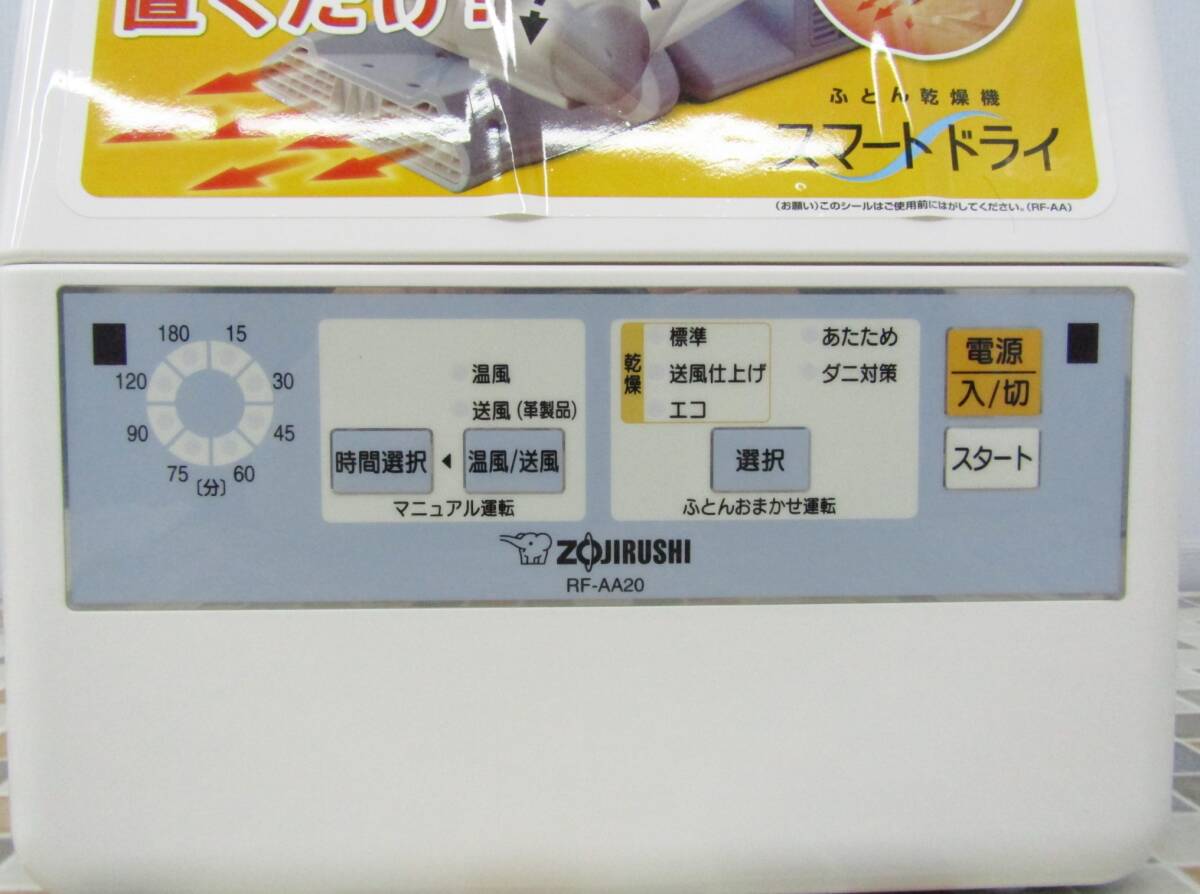 置くだめ!
ふとん乾燥機
スマートドライ
(お願い)このシールはご使用前にはがしてください。(RF-AA)
180 15
120 30
90 45
75 60
〔分〕
温風
送風(革製品)
時間選択 ◀ 温風/送風
マニュアル運転
乾燥
標準
送風仕上げ
エコ
あたため
ダニ対策
選択
ふとんおまかせ運転
電源
入/切
スタート
ZOJIRUSHI
RF-AA20